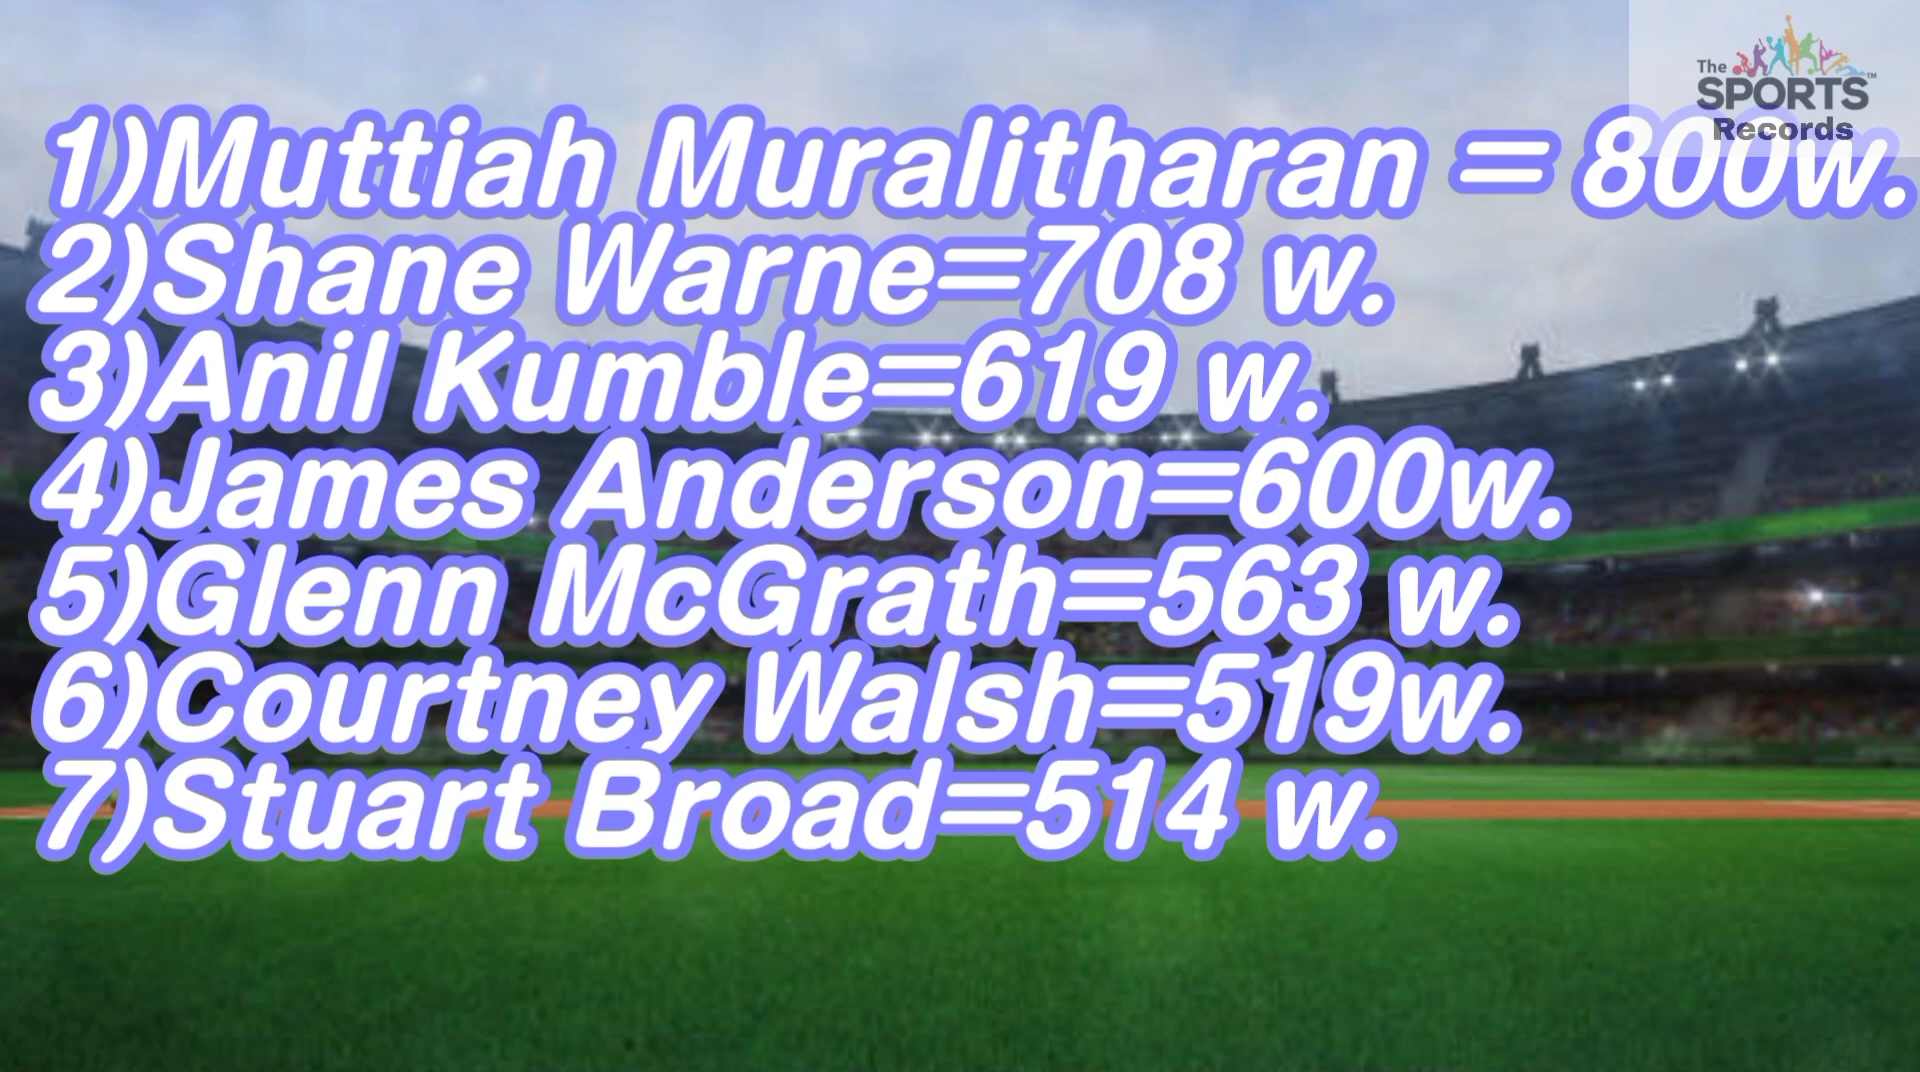 The
SPORTS™
Records
1)Muttiah Muralitharan = 800w.
2)Shane Warne=708 w.
3)Anil Kumble=619 w.
4)James Anderson=600w.
5)Glenn McGrath=563 w.
6)Courtney Walsh=519w.
7)Stuart Broad=514 w.